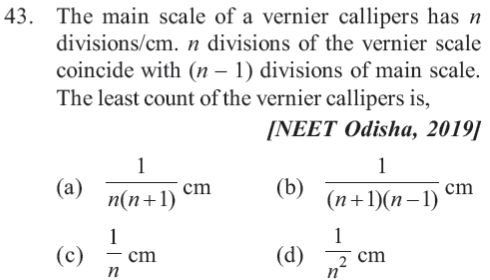 43. The main scale of a vernier callipers has n
divisions/cm. n divisions of the vernier scale
coincide with (n – 1) divisions of main scale.
The least count of the vernier callipers is,
[NEET Odisha, 2019]
(a) \frac{1}{n(n+1)} cm (b) \frac{1}{(n+1)(n−1)} cm
(c) \frac{1}{n} cm (d) \frac{1}{n^2} cm